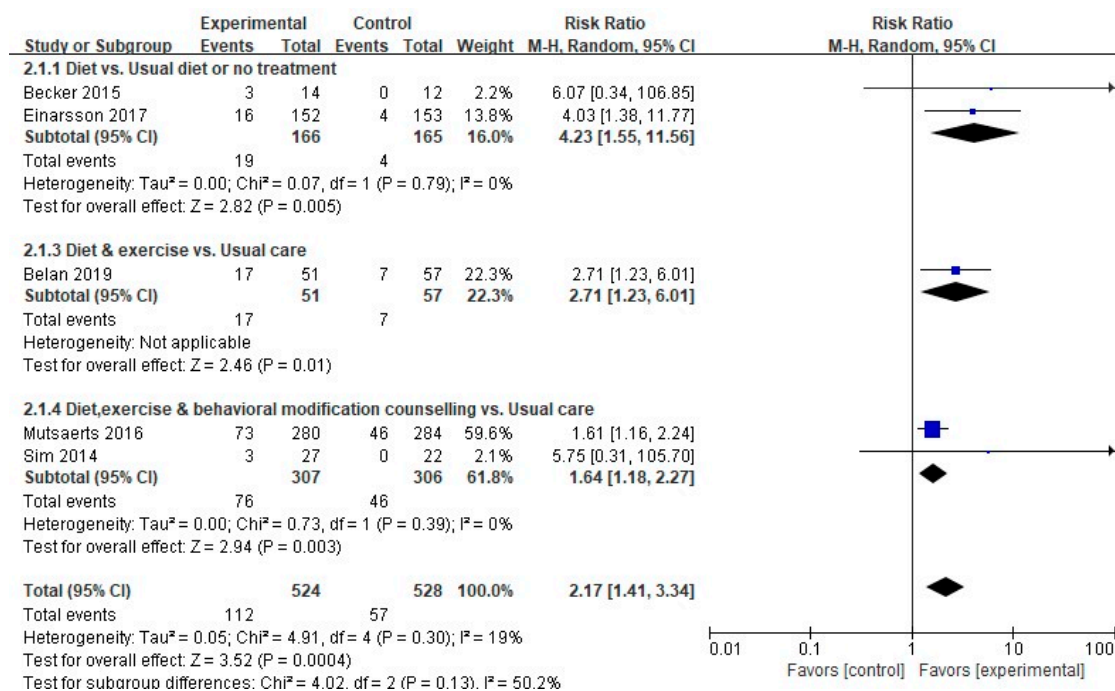 Experimental Control Risk Ratio Risk Ratio
Study or Subgroup Events Total Events Total Weight M-H, Random, 95% CI M-H, Random, 95% CI
2.1.1 Diet vs. Usual diet or no treatment
Becker 2015 3 14 0 12 2.2% 6.07 [0.34, 106.85]
Einarsson 2017 16 152 4 153 13.8% 4.03 [1.38, 11.77]
Subtotal (95% CI) 166 165 16.0% 4.23 [1.55, 11.56]
Total events 19 4
Heterogeneity: Tau² = 0.00; Chi² = 0.07, df = 1 (P = 0.79); I² = 0%
Test for overall effect: Z = 2.82 (P = 0.005)
2.1.3 Diet & exercise vs. Usual care
Belan 2019 17 51 7 57 22.3% 2.71 [1.23, 6.01]
Subtotal (95% CI) 51 57 22.3% 2.71 [1.23, 6.01]
Total events 17 7
Heterogeneity: Not applicable
Test for overall effect: Z = 2.46 (P = 0.01)
2.1.4 Diet,exercise & behavioral modification counselling vs. Usual care
Mutsaerts 2016 73 280 46 284 59.6% 1.61 [1.16, 2.24]
Sim 2014 3 27 0 22 2.1% 5.75 [0.31, 105.70]
Subtotal (95% CI) 307 306 61.8% 1.64 [1.18, 2.27]
Total events 76 46
Heterogeneity: Tau² = 0.00; Chi² = 0.73, df = 1 (P = 0.39); I² = 0%
Test for overall effect: Z = 2.94 (P = 0.003)
Total (95% CI) 524 528 100.0% 2.17 [1.41, 3.34]
Total events 112 57
Heterogeneity: Tau² = 0.05; Chi² = 4.91, df = 4 (P = 0.30); I² = 19%
Test for overall effect: Z = 3.52 (P = 0.0004)
Test for subgroup differences: Chi² = 4.02, df = 2 (P = 0.13), I² = 50.2%
0.01 0.1 1 10 100
Favors [control] Favors [experimental]